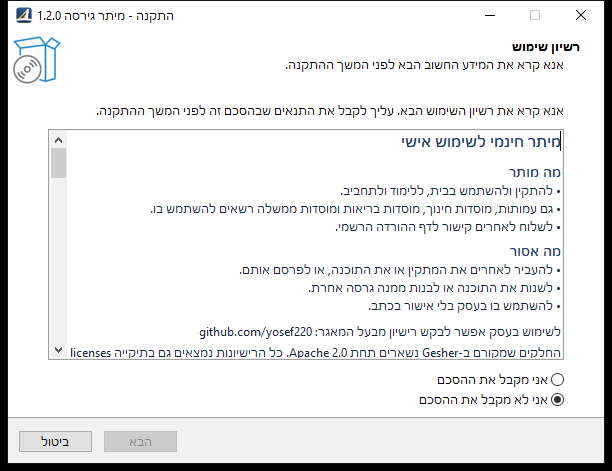 התקנה - מיתר גירסה 1.2.0
רשיון שימוש
אנא קרא את המידע החשוב הבא לפני המשך ההתקנה.
אנא קרא את רשיון השימוש הבא. עליך לקבל את התנאים שבהסכם זה לפני המשך ההתקנה.
מיתר חינמי לשימוש אישי
מה מותר
• להתקין ולהשתמש בבית, ללימוד ולתחביב.
• גם עמותות, מוסדות חינוך, מוסדות בריאות ומוסדות ממשלה רשאים להשתמש בו.
• לשלוח לאחרים קישור לדף ההורדה הרשמי.
מה אסור
• להעביר לאחרים את המתקין או את התוכנה, או לפרסם אותם.
• לשנות את התוכנה או לבנות ממנה גרסה אחרת.
• להשתמש בו בעסק בלי אישור בכתב.
לשימוש בעסק אפשר לבקש רישיון מבעל המאגר: github.com/yosef220
החלקים שמקורם ב-Gesher נשארים תחת Apache 2.0. כל הרישיונות נמצאים גם בתיקייה licenses
אני מקבל את ההסכם
אני לא מקבל את ההסכם
הבא
ביטול